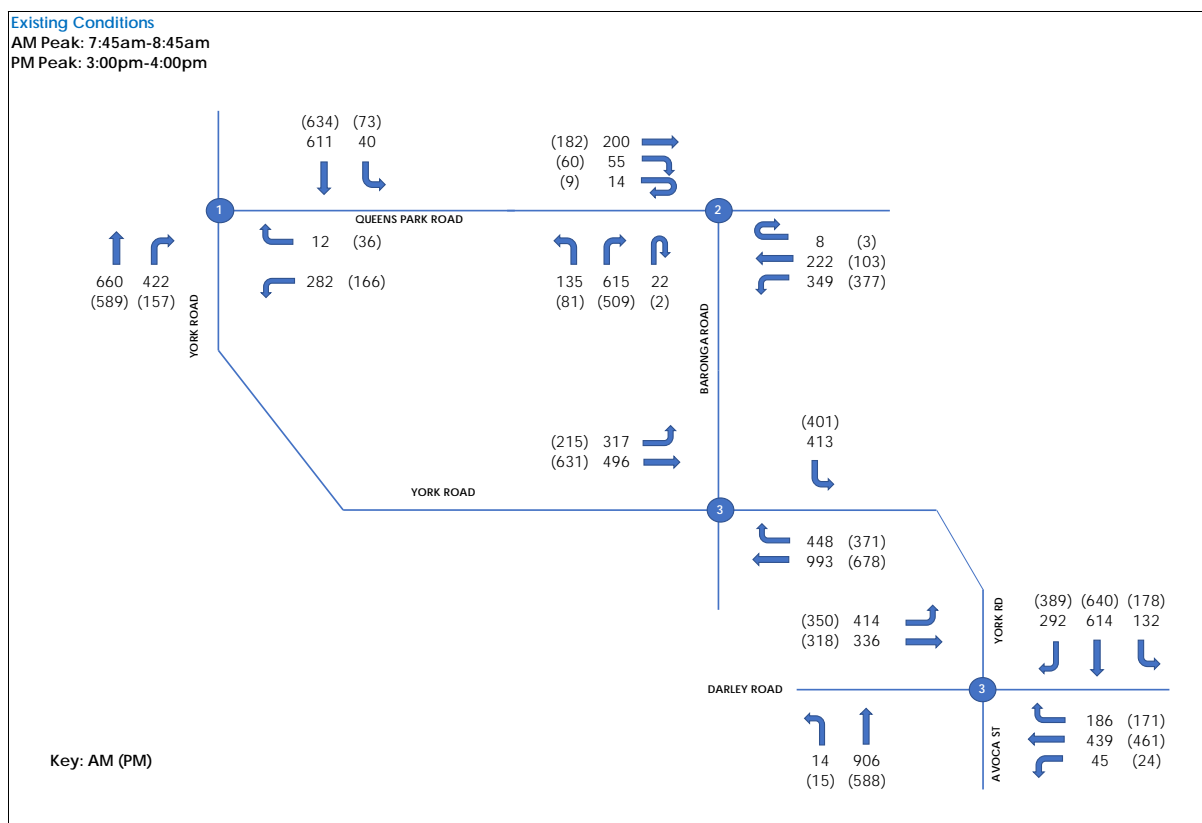 Existing Conditions
AM Peak: 7:45am-8:45am
PM Peak: 3:00pm-4:00pm
(634) (73)
611 40
(182) 200
(60) 55
(9) 14
1
2
QUEENS PARK ROAD
12 (36)
282 (166)
660 422
(589) (157)
YORK ROAD
135 615 22
(81) (509) (2)
8 (3)
222 (103)
349 (377)
BARONGA ROAD
(215) 317
(631) 496
(401)
413
YORK ROAD
3
448 (371)
993 (678)
(350) 414
(318) 336
YORK RD
(389) (640) (178)
292 614 132
DARLEY ROAD
3
14 906
(15) (588)
AVOCA ST
186 (171)
439 (461)
45 (24)
Key: AM (PM)